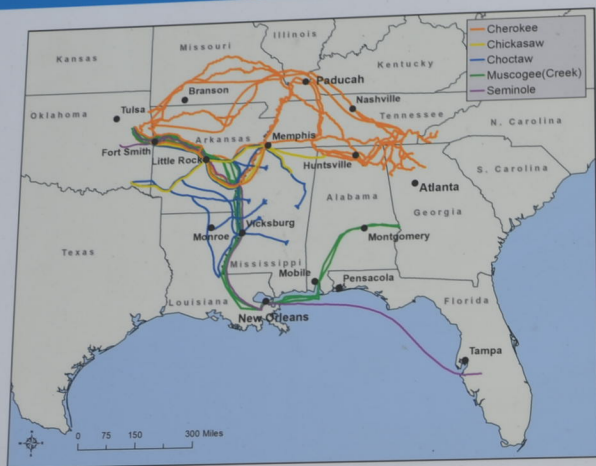 Cherokee
Chickasaw
Choctaw
Muscogee(Creek)
Seminole
Kansas
Missouri
Illinois
Kentucky
Paducah
Branson
Nashville
Oklahoma
Tulsa
Tennessee
N. Carolina
Arkansas
Memphis
Fort Smith
Little Rock
Huntsville
S. Carolina
Atlanta
Alabama
Georgia
Texas
Monroe
Vicksburg
Montgomery
Mississippi
Mobile
Pensacola
Louisiana
New Orleans
Florida
Tampa
0 75 150 300 Miles